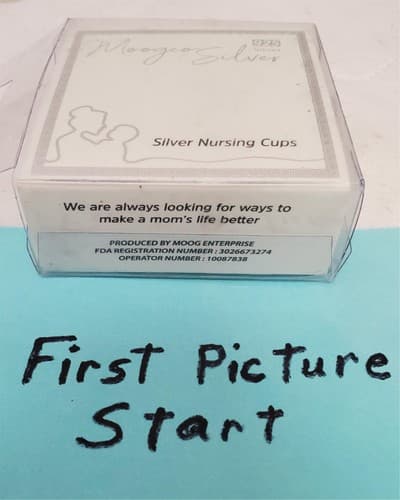 Moogco
Silver
925
Silver Nursing Cups
We are always looking for ways to
make a mom's life better
PRODUCED BY MOOG ENTERPRISE
FDA REGISTRATION NUMBER : 3026673274
OPERATOR NUMBER : 10087838
First Picture
Start